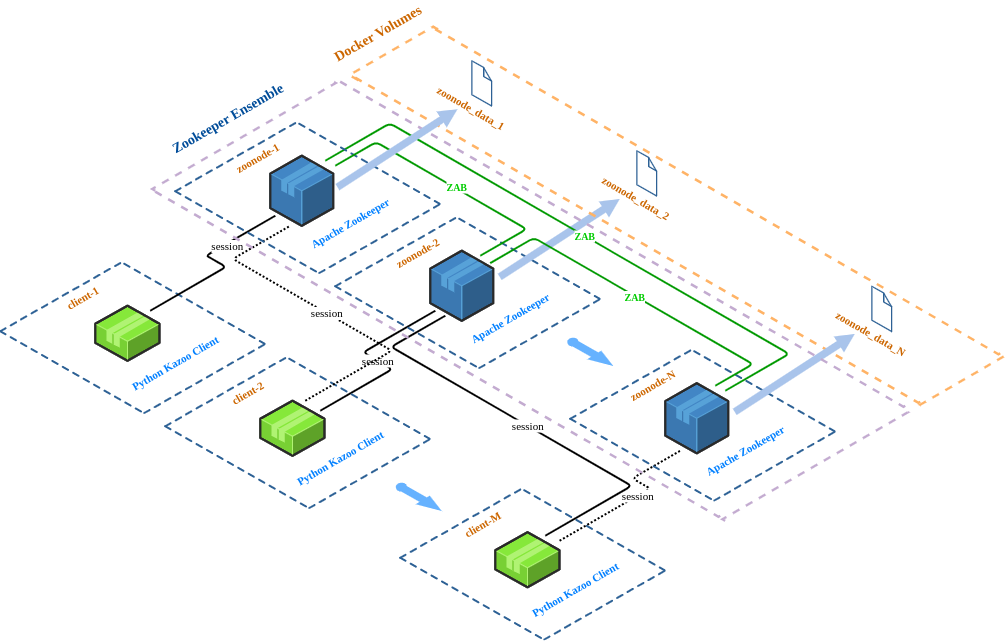 Docker Volumes
zoonode_data_1
Zookeeper Ensemble
zoonode-1
Apache Zookeeper
ZAB
zoonode_data_2
ZAB
zoonode-2
Apache Zookeeper
ZAB
zoonode_data_N
zoonode-N
Apache Zookeeper
session
client-1
Python Kazoo Client
session
session
client-2
Python Kazoo Client
session
session
client-M
Python Kazoo Client